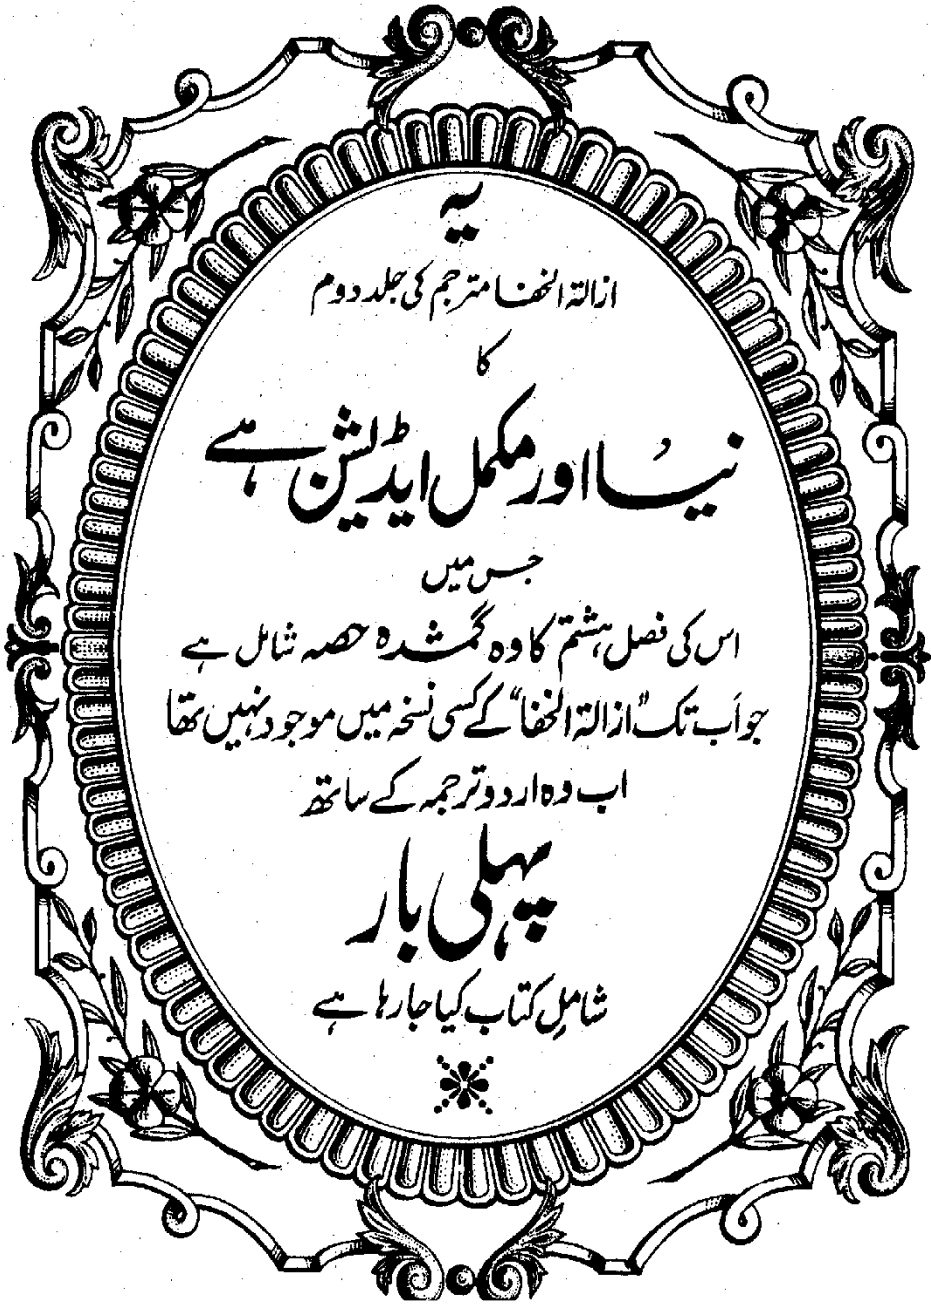 یہ
ازالۃ الخفا مترجم کی جلد دوم
کا
نیا اور مکمل ایڈیشن ہے
جس میں
اس کی فصل ہشتم کا وہ گمشدہ حصہ شامل ہے
جو اَب تک "ازالۃ الخفا" کے کسی نسخہ میں موجود نہیں تھا
اب وہ اردو ترجمہ کے ساتھ
پہلی بار
شاملِ کتاب کیا جا رہا ہے